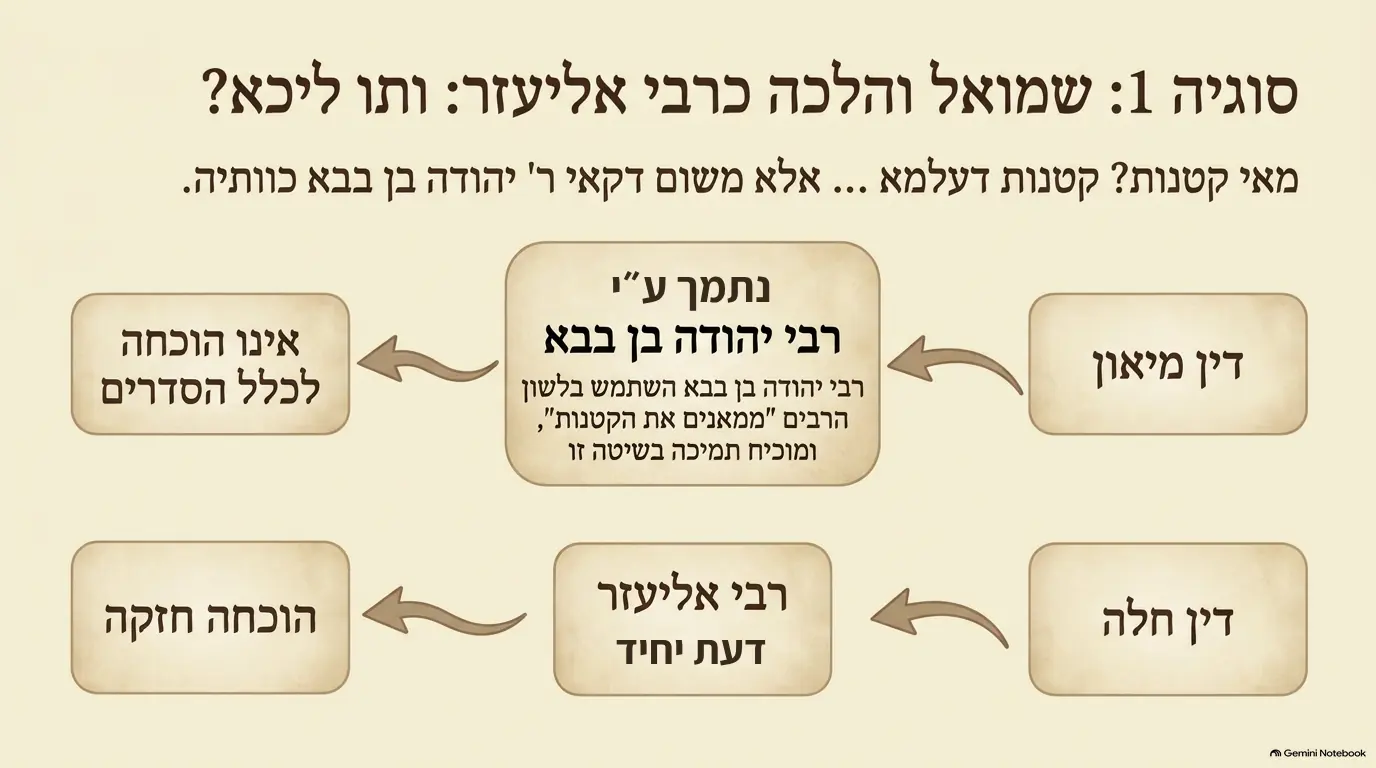 סוגיה 1: שמואל והלכה כרבי אליעזר: ותו ליכא?
מאי קטנות? קטנות דעלמא ... אלא משום דקאי ר' יהודה בן בבא כוותיה.
דין מיאון
נתמך ע״י
רבי יהודה בן בבא
רבי יהודה בן בבא השתמש בלשון
הרבים "ממאנים את הקטנות",
ומוכיח תמיכה בשיטה זו
אינו הוכחה
לכלל הסדרים
דין חלה
רבי אליעזר
דעת יחיד
הוכחה חזקה
Gemini Notebook